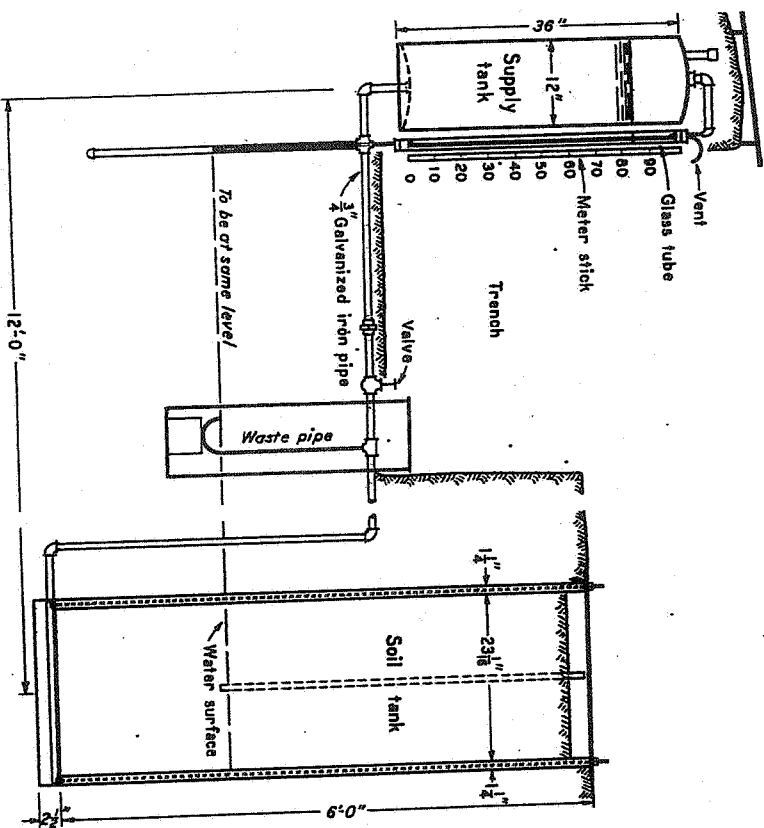 36"
12"
Supply
tank
Vent
Glass tube
Meter stick
0
10
20
30
40
50
60
70
80
90
3/4" Galvanized iron pipe
Valve
Trench
To be at same level
12'-0"
Waste pipe
1 1/4"
23 1/16"
1 1/4"
Soil
tank
Water surface
6'-0"
2 1/2"